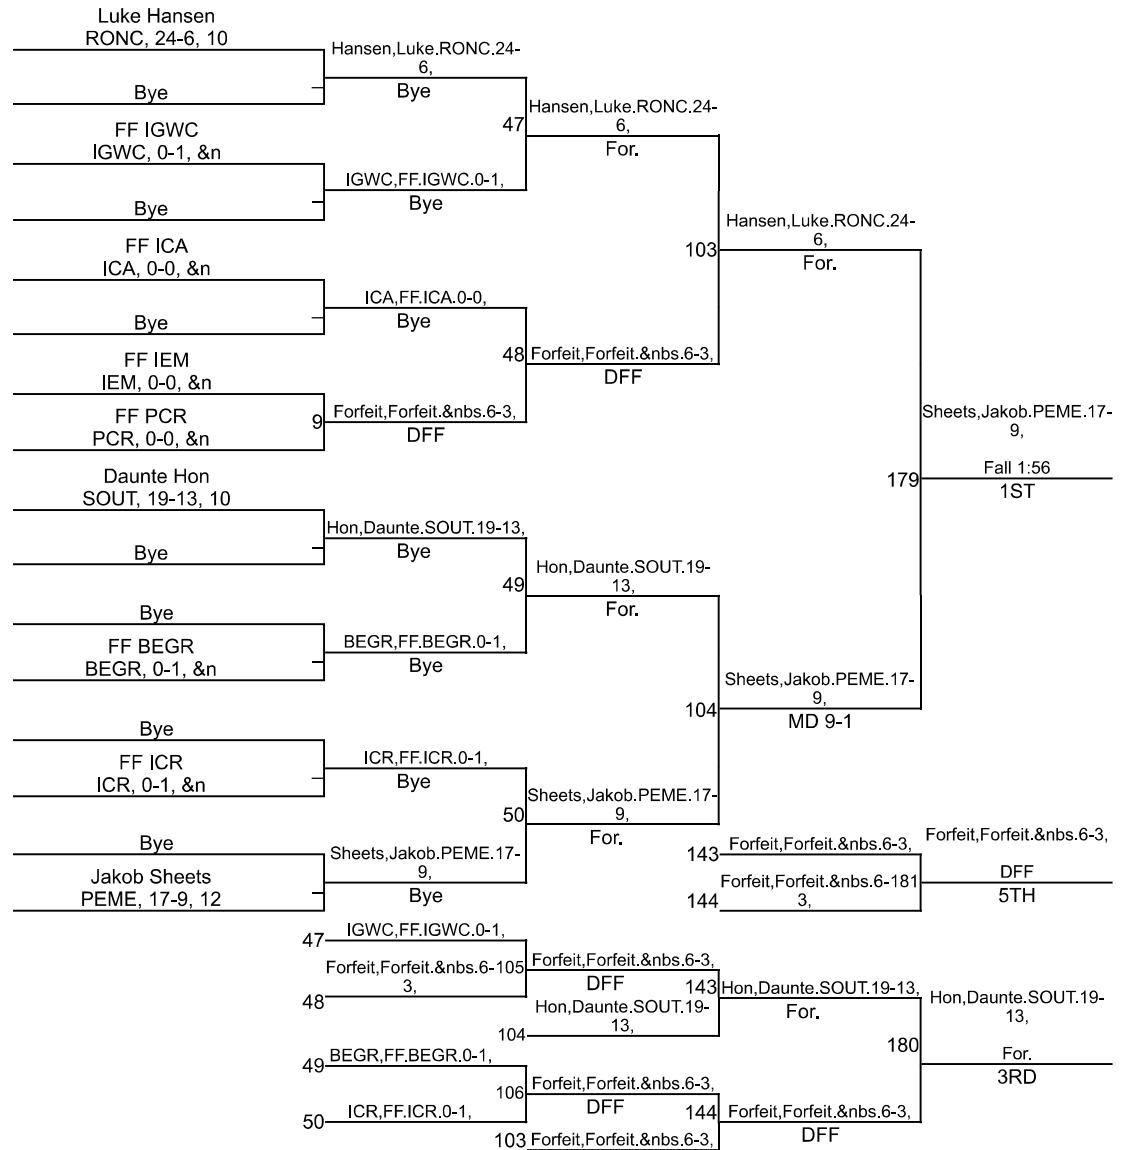 Luke Hansen
RONC, 24-6, 10
Bye
Hansen,Luke.RONC.24-
6,
Bye
FF IGWC
IGWC, 0-1, &n
Bye
IGWC,FF.IGWC.0-1,
Bye
47
Hansen,Luke.RONC.24-
6,
For.
FF ICA
ICA, 0-0, &n
Bye
ICA,FF.ICA.0-0,
Bye
FF IEM
IEM, 0-0, &n
FF PCR
PCR, 0-0, &n
9
Forfeit,Forfeit.&nbs.6-3,
DFF
48
Forfeit,Forfeit.&nbs.6-3,
DFF
103
Hansen,Luke.RONC.24-
6,
For.
Daunte Hon
SOUT, 19-13, 10
Bye
Hon,Daunte.SOUT.19-13,
Bye
Bye
FF BEGR
BEGR, 0-1, &n
BEGR,FF.BEGR.0-1,
Bye
49
Hon,Daunte.SOUT.19-
13,
For.
Bye
FF ICR
ICR, 0-1, &n
ICR,FF.ICR.0-1,
Bye
Bye
Jakob Sheets
PEME, 17-9, 12
Sheets,Jakob.PEME.17-
9,
Bye
50
Sheets,Jakob.PEME.17-
9,
For.
104
Sheets,Jakob.PEME.17-
9,
MD 9-1
179
Sheets,Jakob.PEME.17-
9,
Fall 1:56
1ST
143
Forfeit,Forfeit.&nbs.6-3,
144
Forfeit,Forfeit.&nbs.6-
3,
181
Forfeit,Forfeit.&nbs.6-3,
DFF
5TH
47
IGWC,FF.IGWC.0-1,
48
Forfeit,Forfeit.&nbs.6-
3,
105
Forfeit,Forfeit.&nbs.6-3,
DFF
104
Hon,Daunte.SOUT.19-
13,
143
Hon,Daunte.SOUT.19-13,
For.
49
BEGR,FF.BEGR.0-1,
50
ICR,FF.ICR.0-1,
106
Forfeit,Forfeit.&nbs.6-3,
DFF
103
Forfeit,Forfeit.&nbs.6-3,
144
Forfeit,Forfeit.&nbs.6-3,
DFF
180
Hon,Daunte.SOUT.19-
13,
For.
3RD